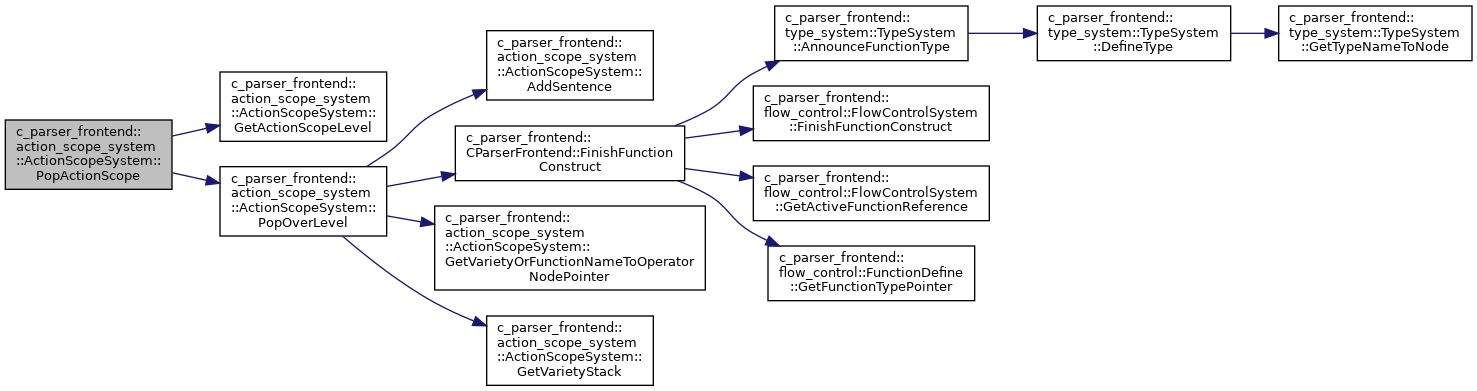 c_parser_frontend::
action_scope_system
::ActionScopeSystem::
PopActionScope
c_parser_frontend::
action_scope_system
::ActionScopeSystem::
GetActionScopeLevel
c_parser_frontend::
action_scope_system
::ActionScopeSystem::
PopOverLevel
c_parser_frontend::
action_scope_system
::ActionScopeSystem::
AddSentence
c_parser_frontend::
CParserFrontend::FinishFunction
Construct
c_parser_frontend::
action_scope_system
::ActionScopeSystem::
GetVarietyOrFunctionNameToOperator
NodePointer
c_parser_frontend::
action_scope_system
::ActionScopeSystem::
GetVarietyStack
c_parser_frontend::
type_system::TypeSystem
::AnnounceFunctionType
c_parser_frontend::
flow_control::FlowControlSystem
::FinishFunctionConstruct
c_parser_frontend::
flow_control::FlowControlSystem
::GetActiveFunctionReference
c_parser_frontend::
flow_control::FunctionDefine
::GetFunctionTypePointer
c_parser_frontend::
type_system::TypeSystem
::DefineType
c_parser_frontend::
type_system::TypeSystem
::GetTypeNameToNode